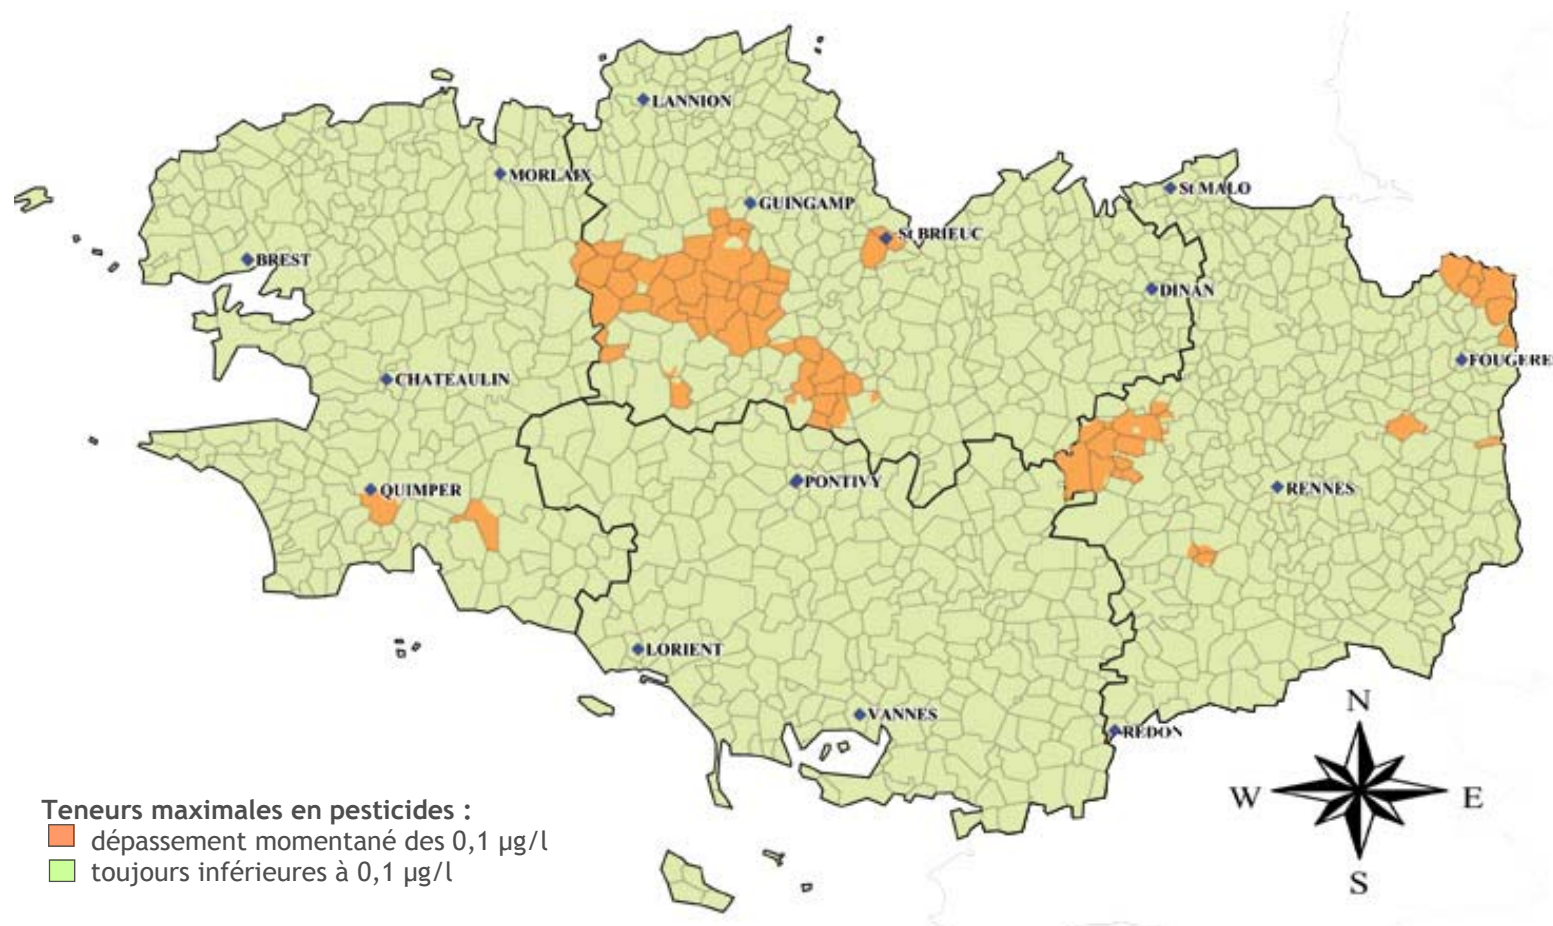 LANNION
MORLAIX
St MALO
GUINGAMP
St BRIEUC
BREST
DINAN
FOUGERE
CHATEAULIN
PONTIVY
RENNES
QUIMPER
LORIENT
VANNES
REDON
N
W E
S
Teneurs maximales en pesticides :
dépassement momentané des 0,1 µg/l
toujours inférieures à 0,1 µg/l